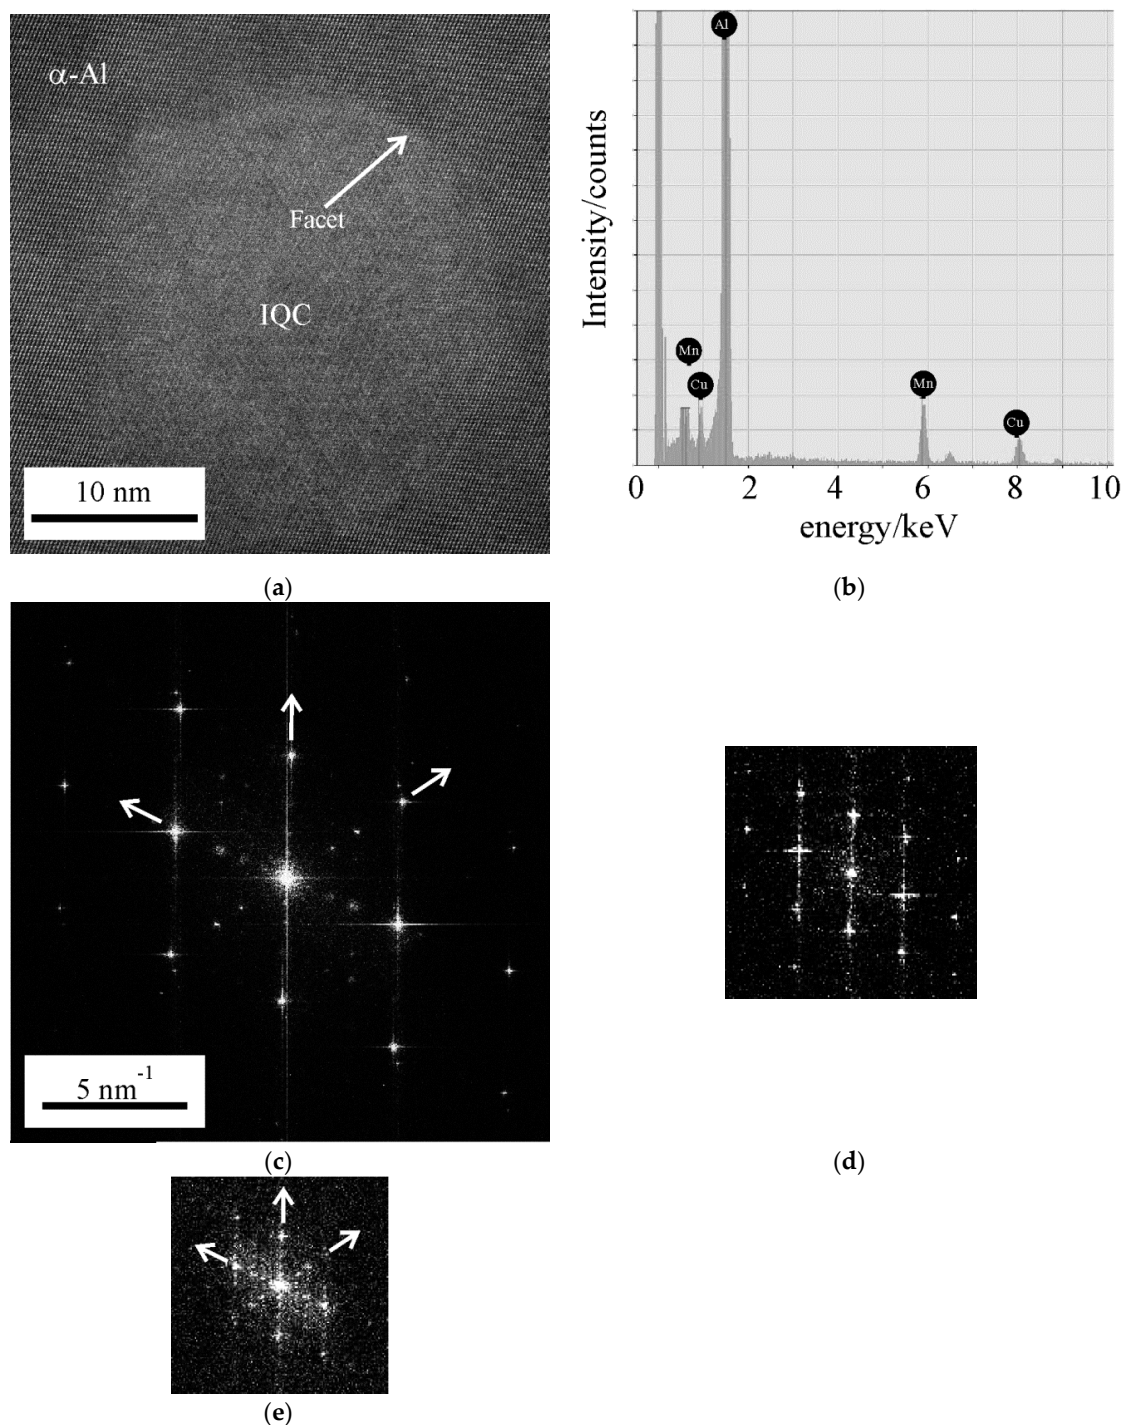 α-Al
Facet
IQC
10 nm
(a)
Al
Mn
Cu
Mn
Cu
Intensity/counts
0 2 4 6 8 10
energy/keV
(b)
5 nm⁻¹
(c)
(d)
(e)